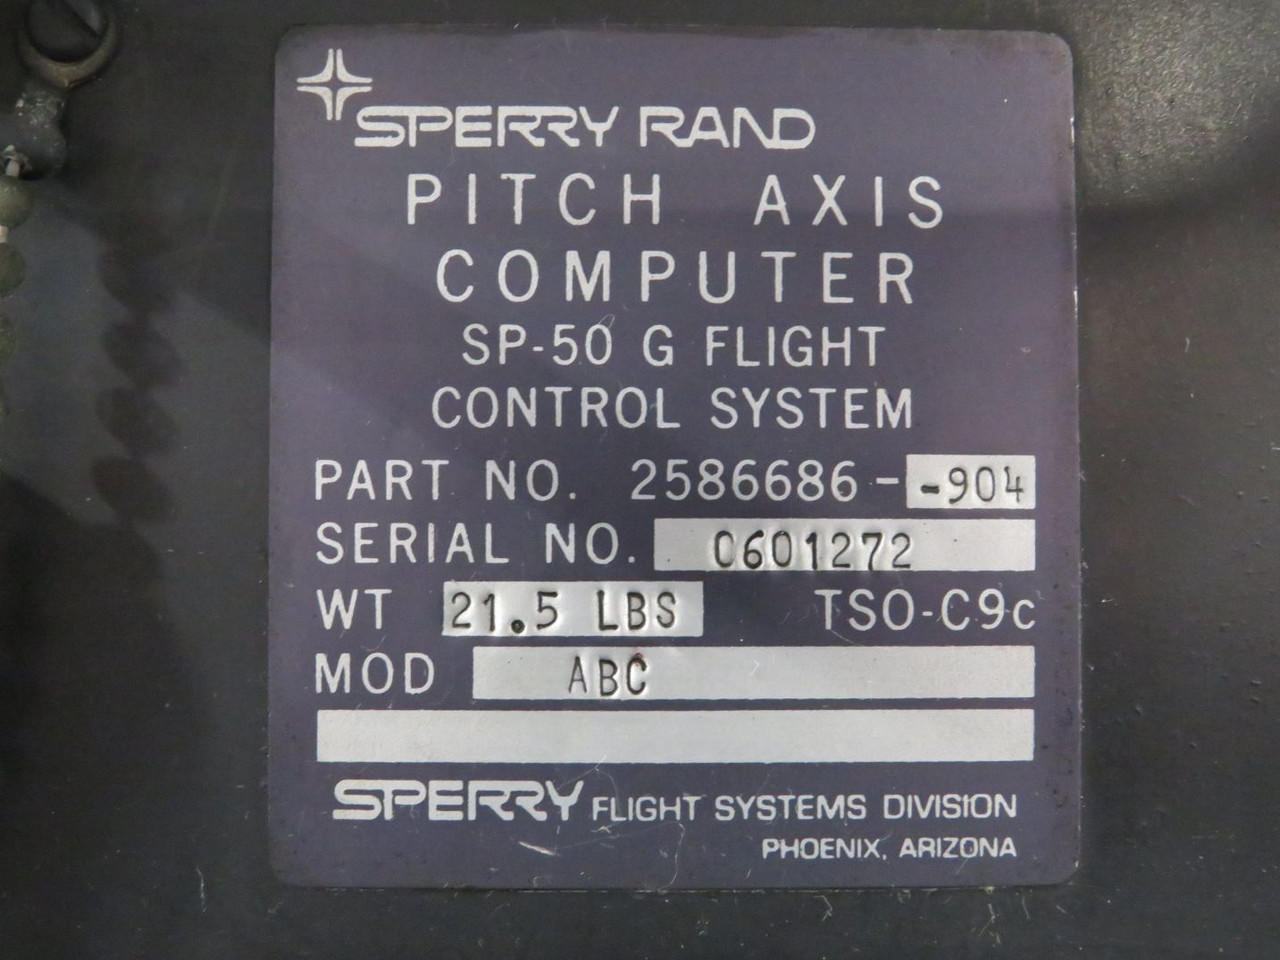 SPERRY RAND
PITCH AXIS
COMPUTER
SP-50 G FLIGHT
CONTROL SYSTEM
PART NO. 2586686- -904
SERIAL NO. 0601272
WT 21.5 LBS TSO-C9c
MOD ABC
SPERRY FLIGHT SYSTEMS DIVISION
PHOENIX, ARIZONA